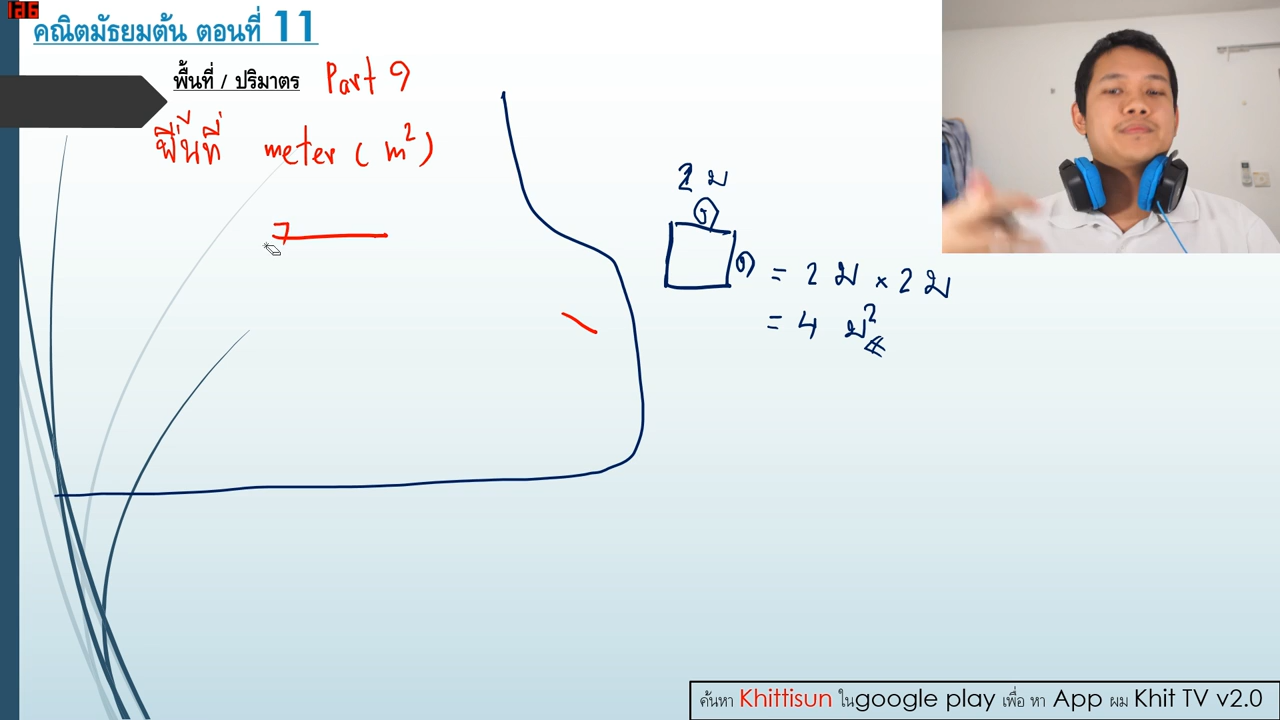 126
คณิตมัธยมต้น ตอนที่ 11
พื้นที่ / ปริมาตร Part 1
พื้นที่ meter (m²)
2 ม
= 2 ม × 2 ม
= 4 ม²
ค้นหา Khittisun ในgoogle play เพื่อ หา App ผม Khit TV v2.0